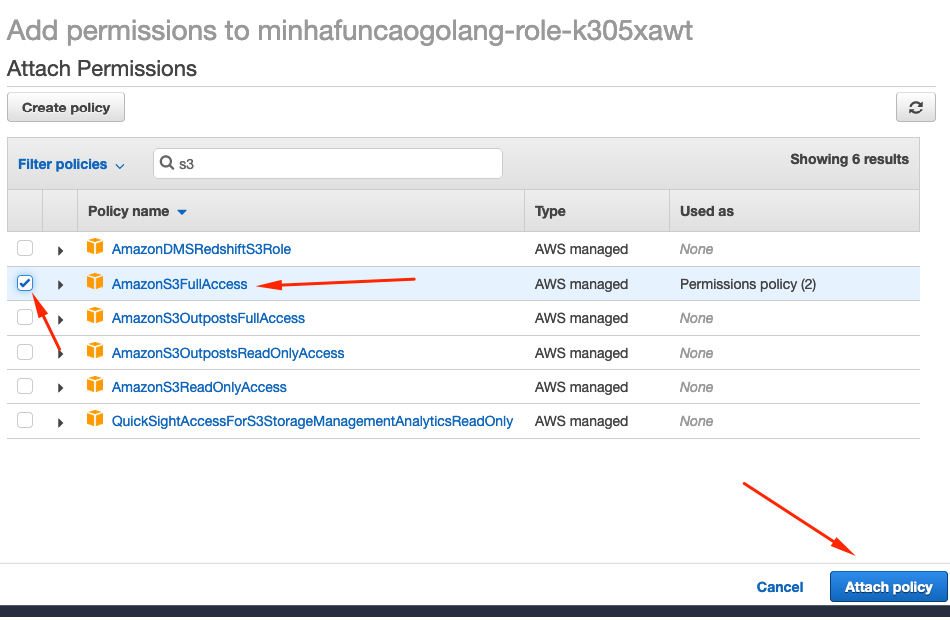 Add permissions to minhafuncaogolang-role-k305xawt
Attach Permissions
Create policy
Filter policies s3 Showing 6 results
Policy name Type Used as
AmazonDMSRedshiftS3Role AWS managed None
AmazonS3FullAccess AWS managed Permissions policy (2)
AmazonS3OutpostsFullAccess AWS managed None
AmazonS3OutpostsReadOnlyAccess AWS managed None
AmazonS3ReadOnlyAccess AWS managed None
QuickSightAccessForS3StorageManagementAnalyticsReadOnly AWS managed None
Cancel Attach policy